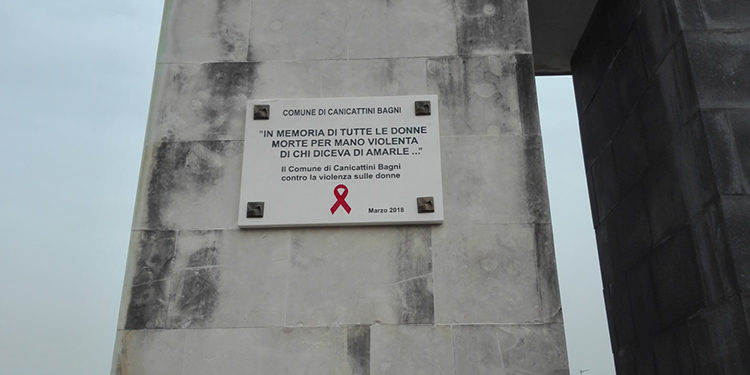 COMUNE DI CANICATTINI BAGNI
"IN MEMORIA DI TUTTE LE DONNE
MORTE PER MANO VIOLENTA
DI CHI DICEVA DI AMARLE ..."
Il Comune di Canicattini Bagni
contro la violenza sulle donne
Marzo 2018